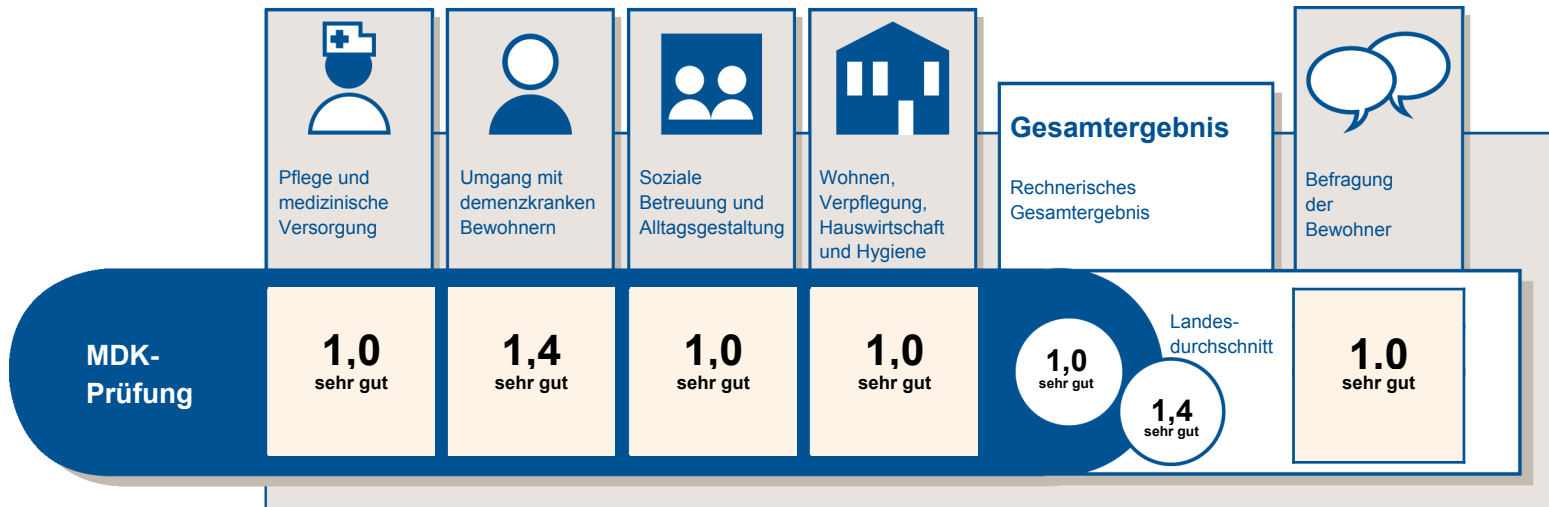 Pflege und
medizinische
Versorgung
Umgang mit
demenzkranken
Bewohnern
Soziale
Betreuung und
Alltagsgestaltung
Wohnen,
Verpflegung,
Hauswirtschaft
und Hygiene
Gesamtergebnis
Rechnerisches
Gesamtergebnis
Befragung
der
Bewohner
MDK-
Prüfung
1,0
sehr gut
1,4
sehr gut
1,0
sehr gut
1,0
sehr gut
1,0
sehr gut
Landes-
durchschnitt
1,4
sehr gut
1.0
sehr gut